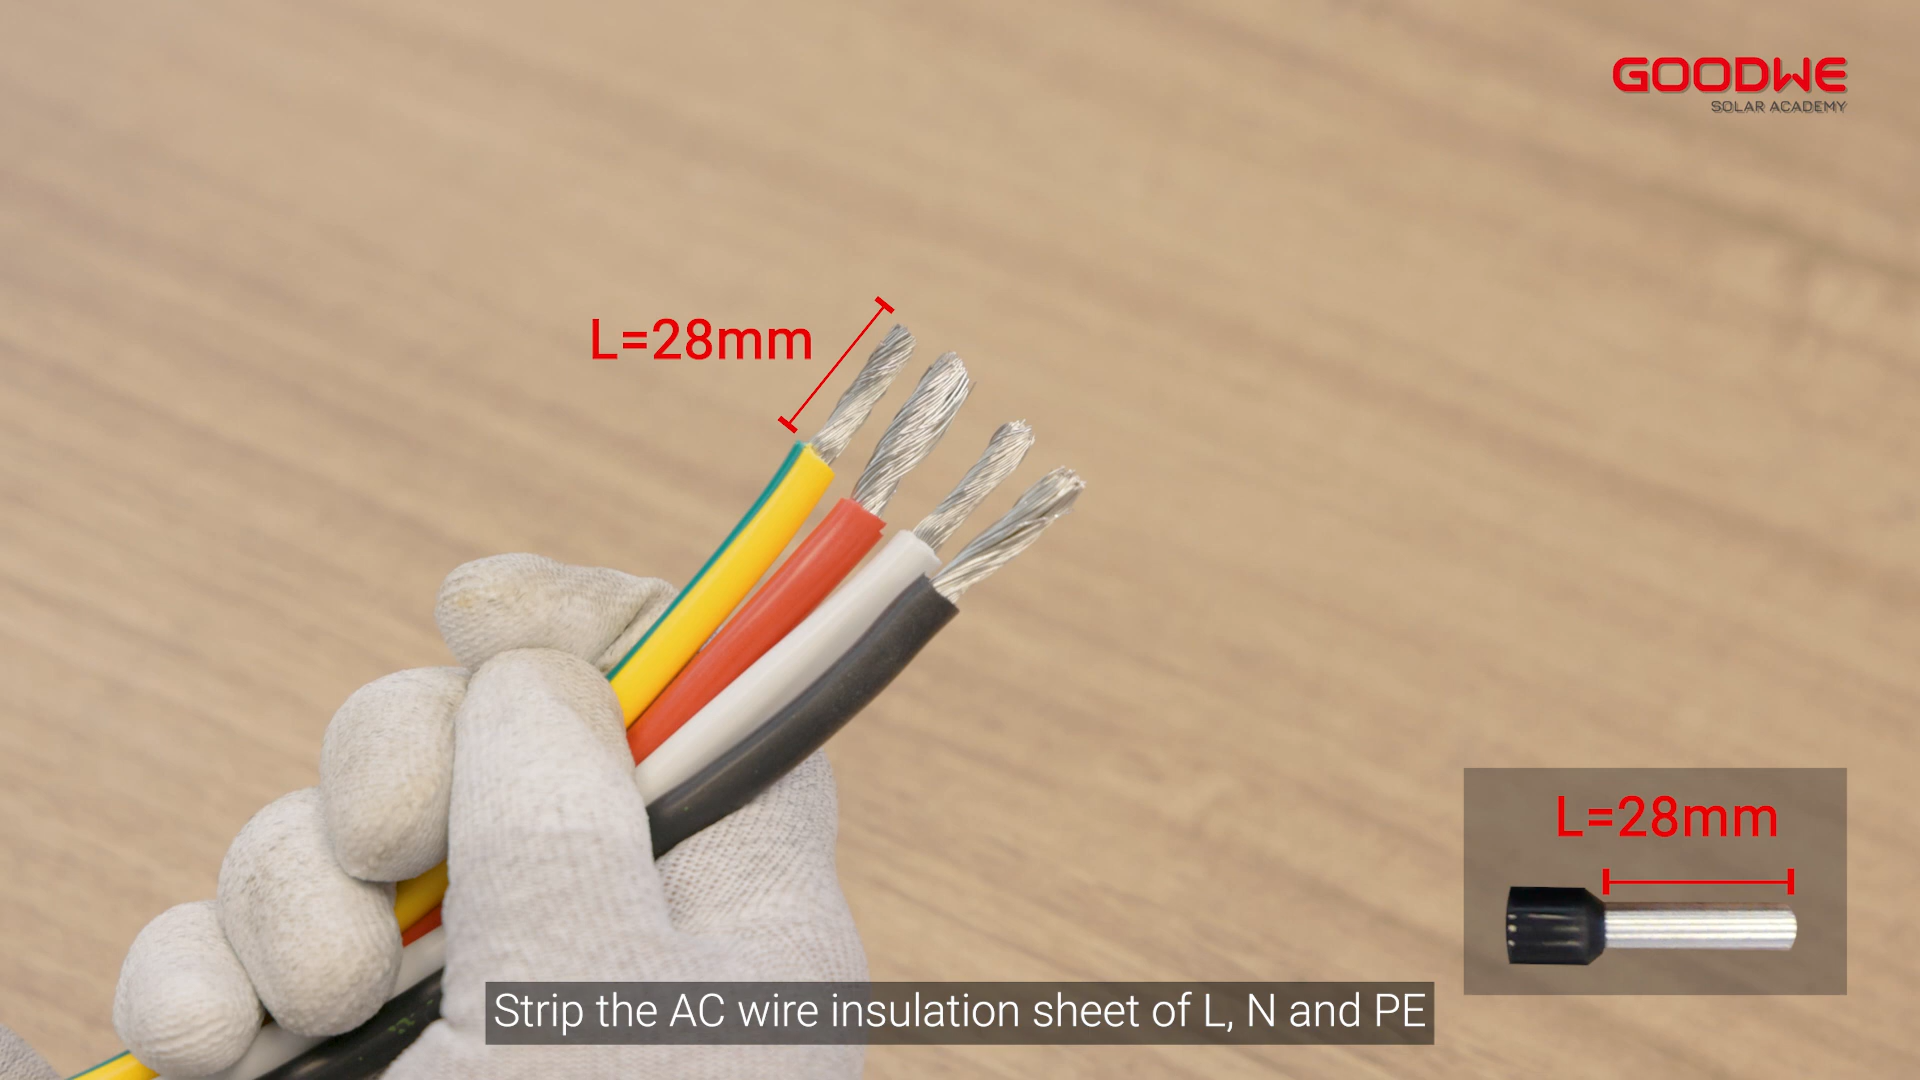 GOODWE
SOLAR ACADEMY
L=28mm
L=28mm
Strip the AC wire insulation sheet of L, N and PE